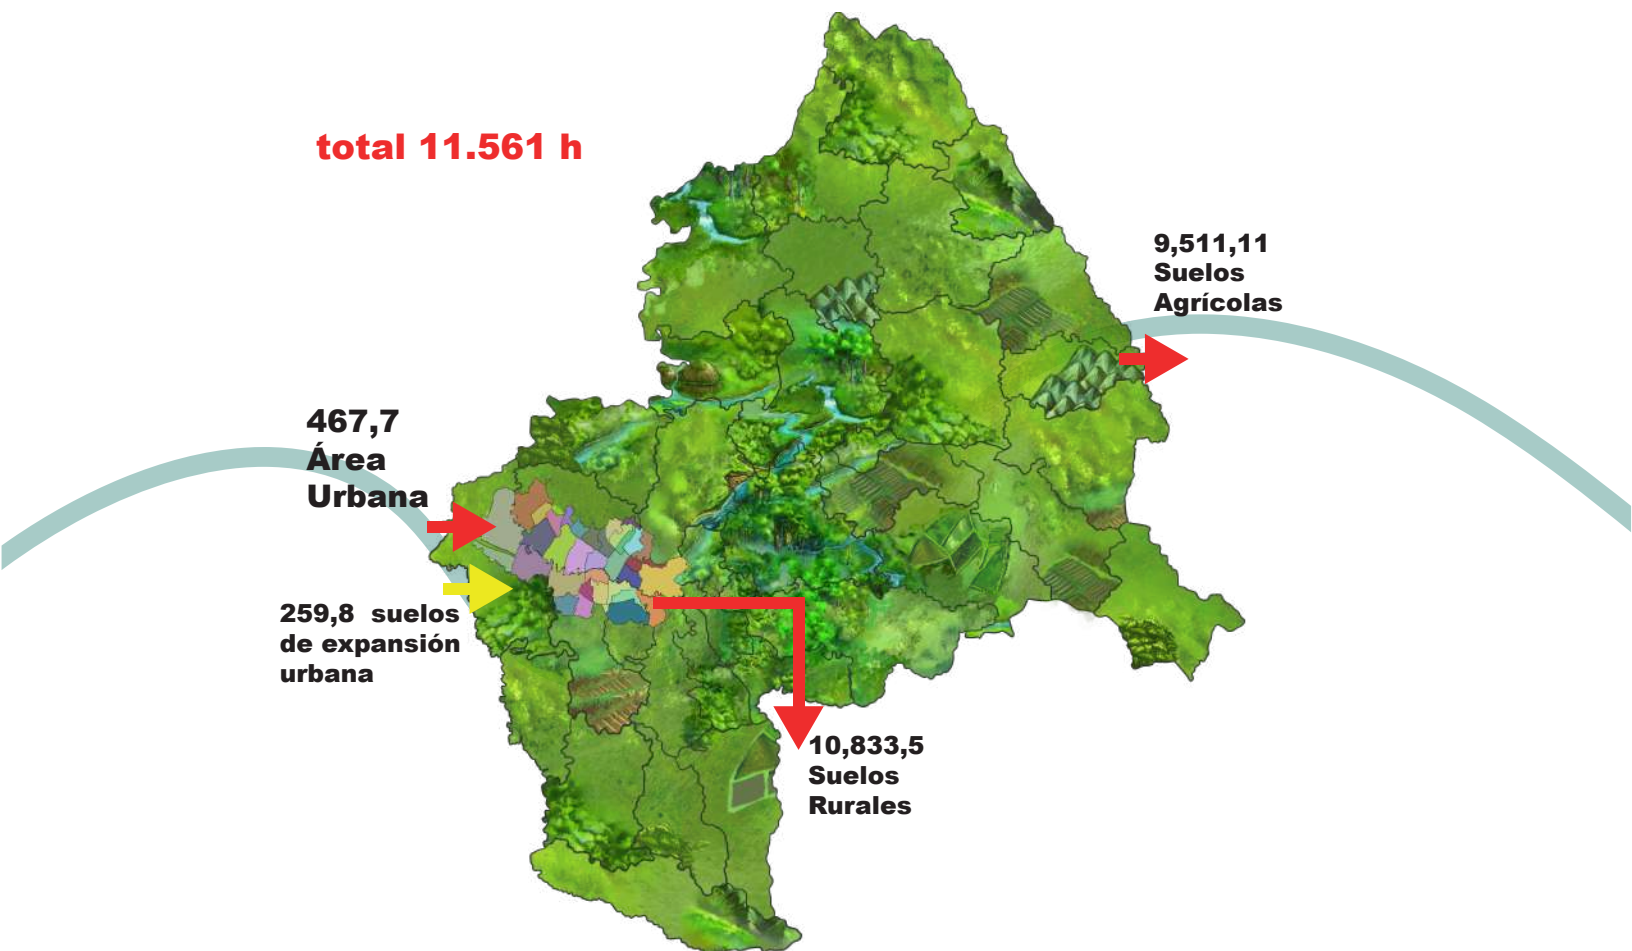 total 11.561 h
9,511,11
Suelos
Agrícolas
467,7
Área
Urbana
259,8 suelos
de expansión
urbana
10,833,5
Suelos
Rurales